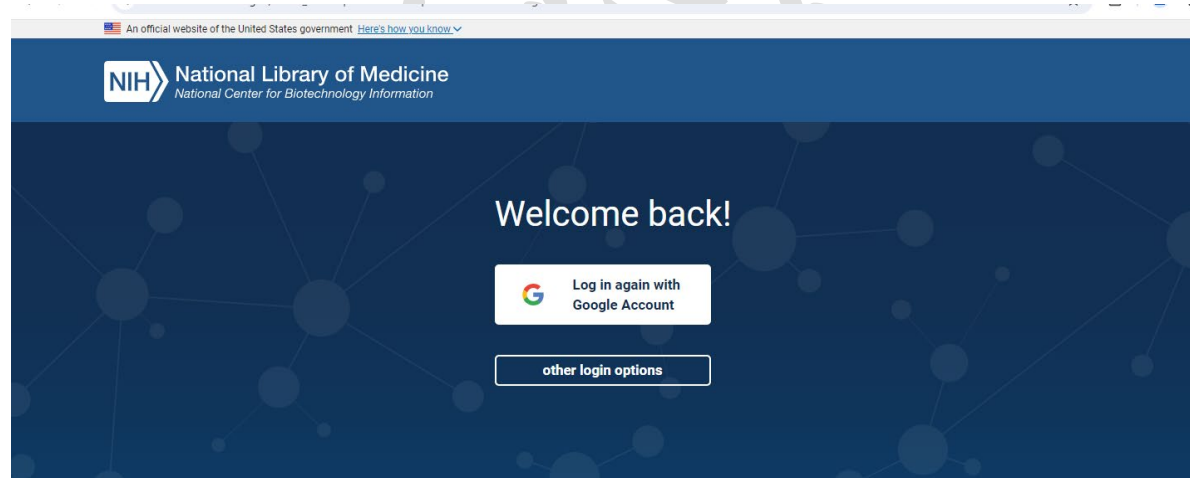 An official website of the United States government Here's how you know
NIH National Library of Medicine
National Center for Biotechnology Information
Welcome back!
Log in again with
Google Account
other login options